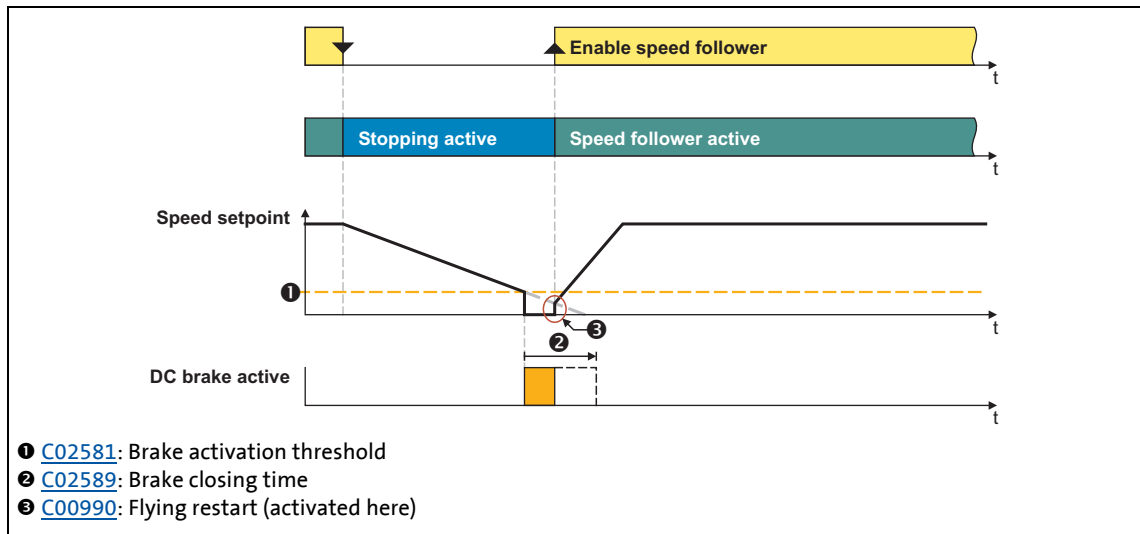 Enable speed follower
t
Stopping active
Speed follower active
t
Speed setpoint
❶
❸
t
❷
DC brake active
t
❶ C02581: Brake activation threshold
❷ C02589: Brake closing time
❸ C00990: Flying restart (activated here)